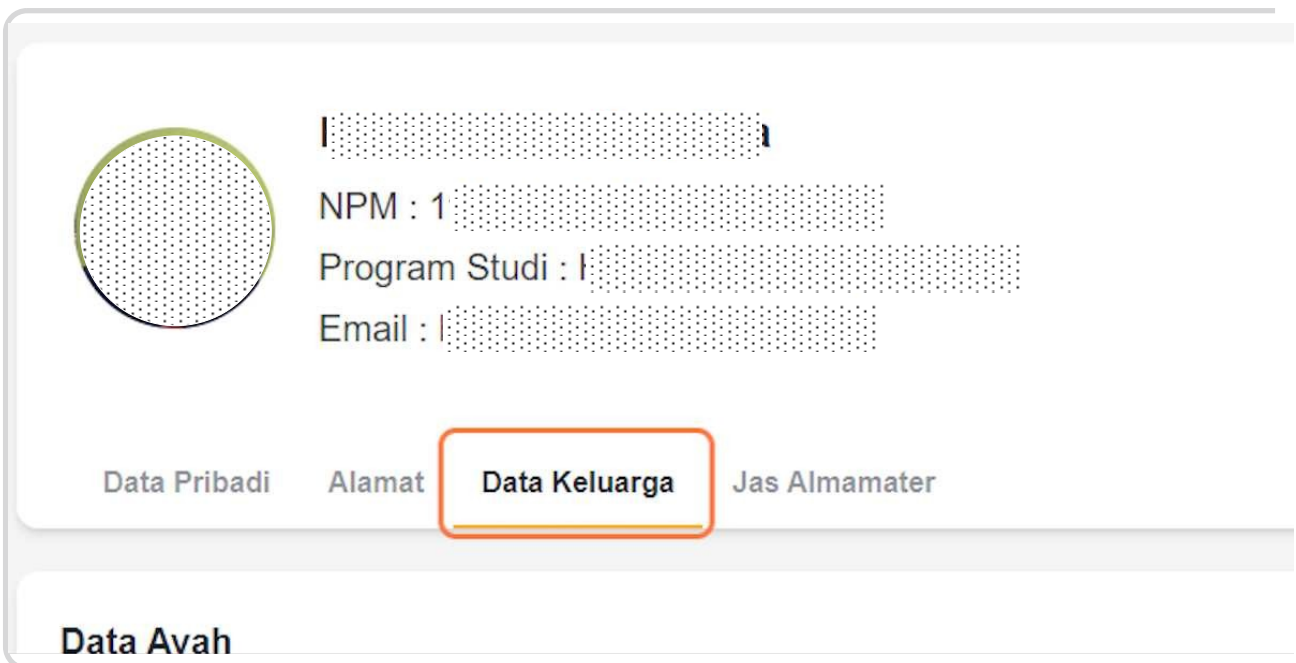 NPM : 1
Program Studi :
Email :
Data Pribadi Alamat Data Keluarga Jas Almamater
Data Ayah